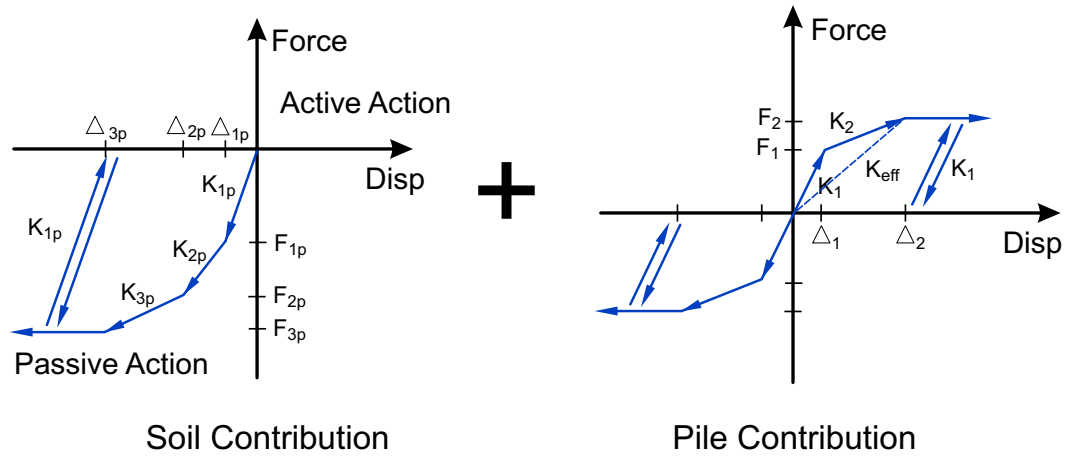 Force
Active Action
△3p △2p △1p
Disp
K1p
K1p
K2p
K3p
F1p
F2p
F3p
Passive Action
Soil Contribution
+
Force
F2
F1
K2
Keff
K1
K1
△1 △2
Disp
Pile Contribution